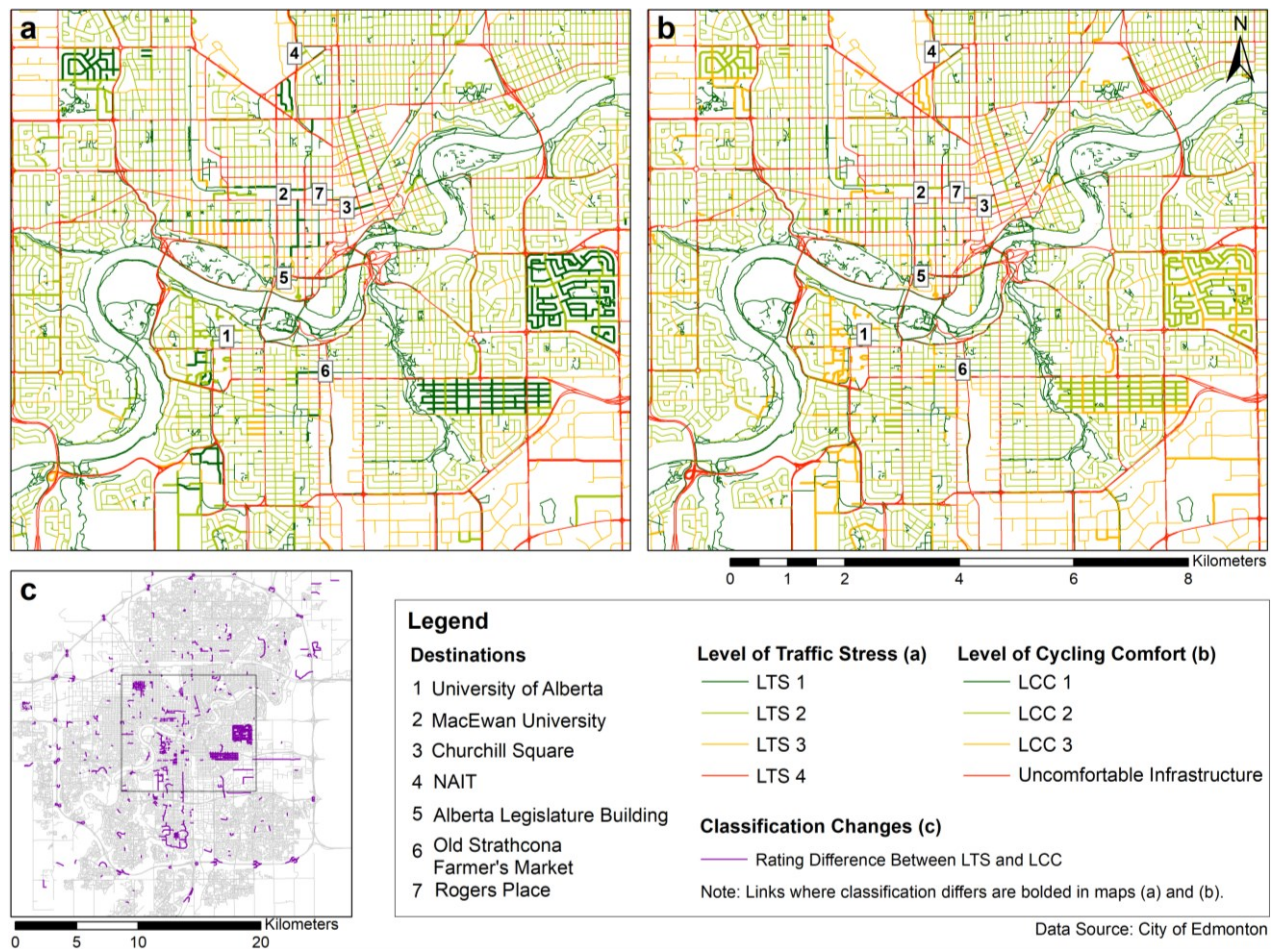 a
4
2
7
3
5
1
6
b
N
4
2
7
3
5
1
6
Kilometers
0 1 2 4 6 8
c
Kilometers
0 5 10 20
Legend
Destinations
1 University of Alberta
2 MacEwan University
3 Churchill Square
4 NAIT
5 Alberta Legislature Building
6 Old Strathcona
Farmer's Market
7 Rogers Place
Level of Traffic Stress (a)
LTS 1
LTS 2
LTS 3
LTS 4
Level of Cycling Comfort (b)
LCC 1
LCC 2
LCC 3
Uncomfortable Infrastructure
Classification Changes (c)
Rating Difference Between LTS and LCC
Note: Links where classification differs are bolded in maps (a) and (b).
Data Source: City of Edmonton